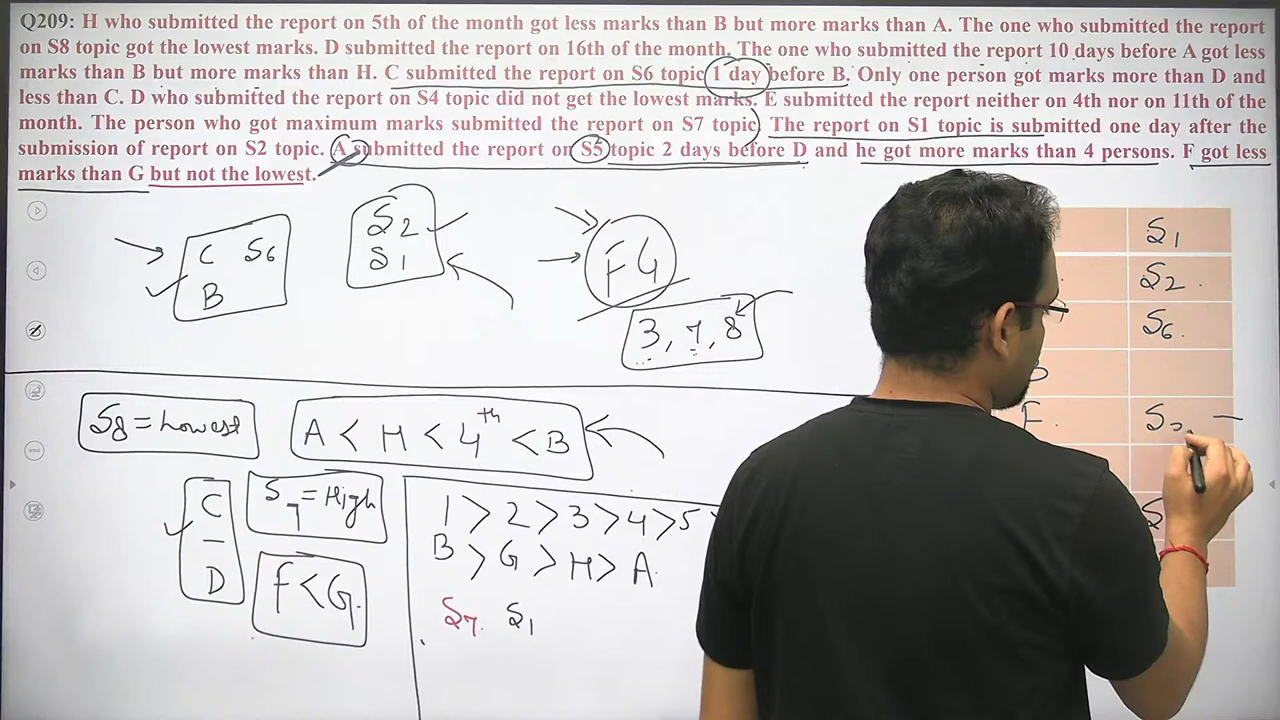 Q209: H who submitted the report on 5th of the month got less marks than B but more marks than A. The one who submitted the report
on S8 topic got the lowest marks. D submitted the report on 16th of the month. The one who submitted the report 10 days before A got less
marks than B but more marks than H. C submitted the report on S6 topic 1 day before B. Only one person got marks more than D and
less than C. D who submitted the report on S4 topic did not get the lowest marks. E submitted the report neither on 4th nor on 11th of the
month. The person who got maximum marks submitted the report on S7 topic. The report on S1 topic is submitted one day after the
submission of report on S2 topic. A submitted the report on S5 topic 2 days before D and he got more marks than 4 persons. F got less
marks than G but not the lowest.
C S6
B
S2
S1
F 4
3, 7, 8
S1
S2
S6
S8 = Lowest
A < H < 4th < B
C
—
D
S7 = High
F < G
1 > 2 > 3 > 4 > 5
B > G > H > A
S7 S1